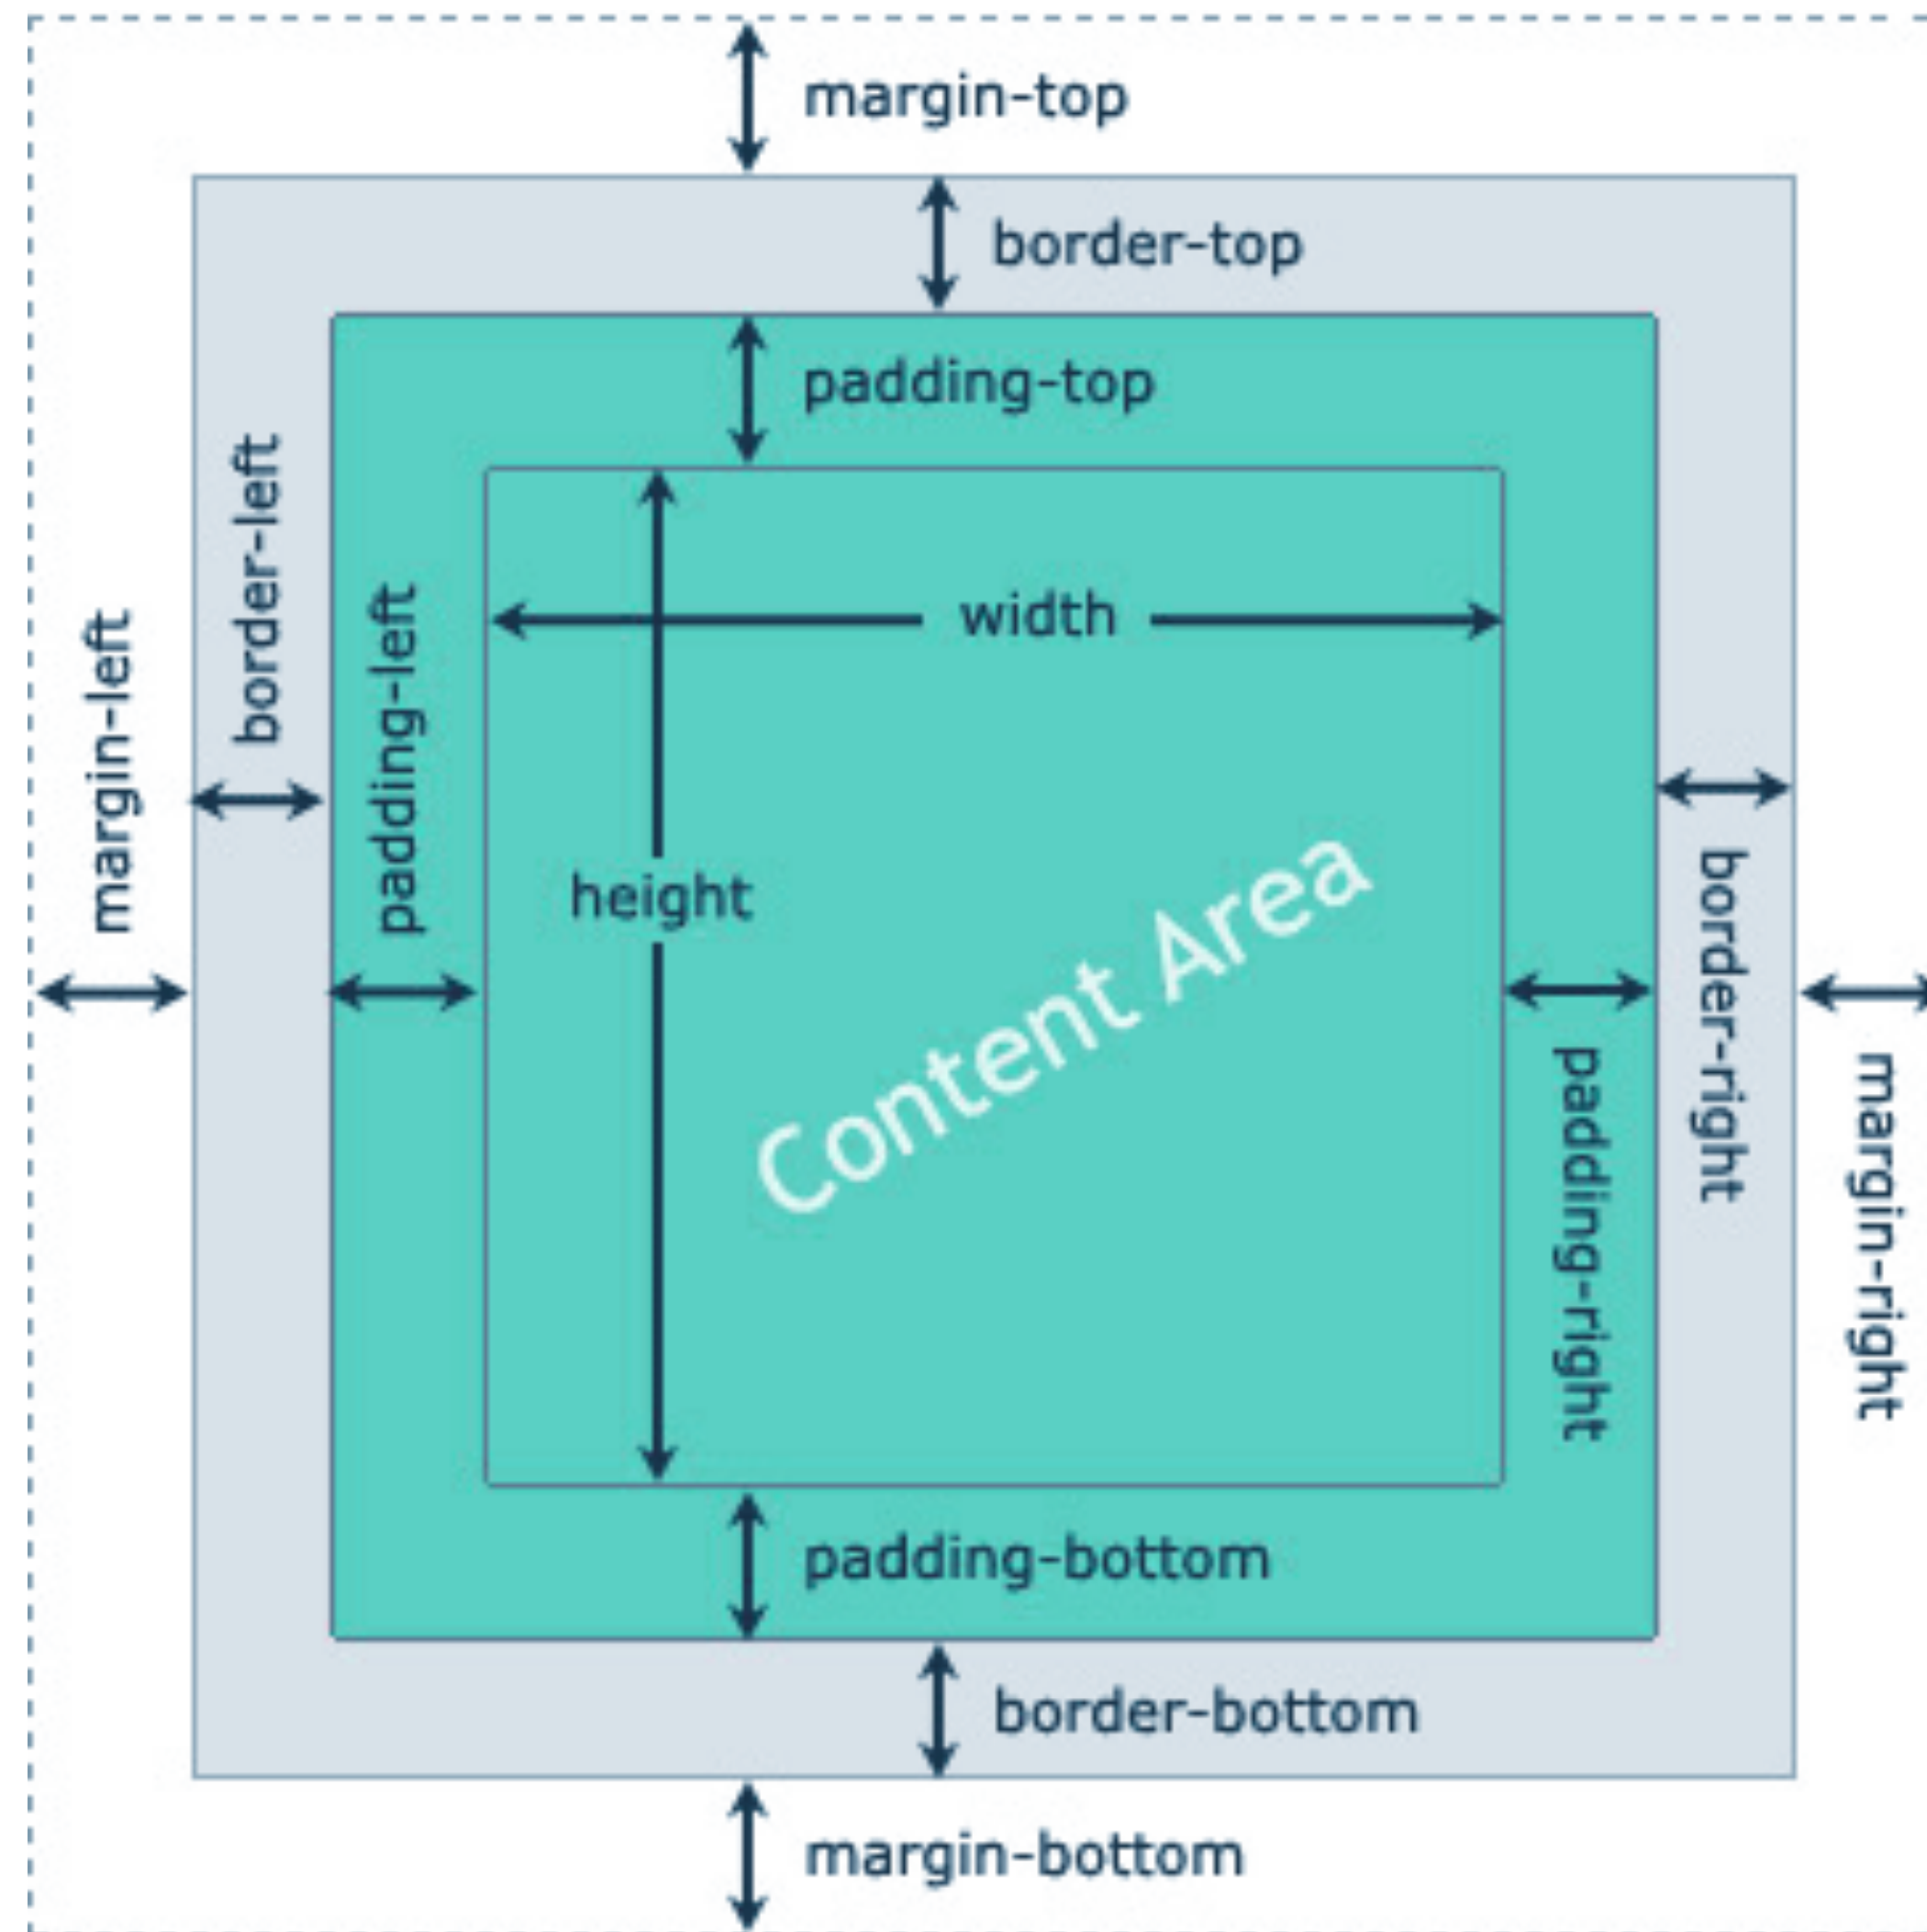 margin-top
border-top
padding-top
border-left
padding-left
margin-left
width
height
Content Area
border-right
padding-right
margin-right
padding-bottom
border-bottom
margin-bottom